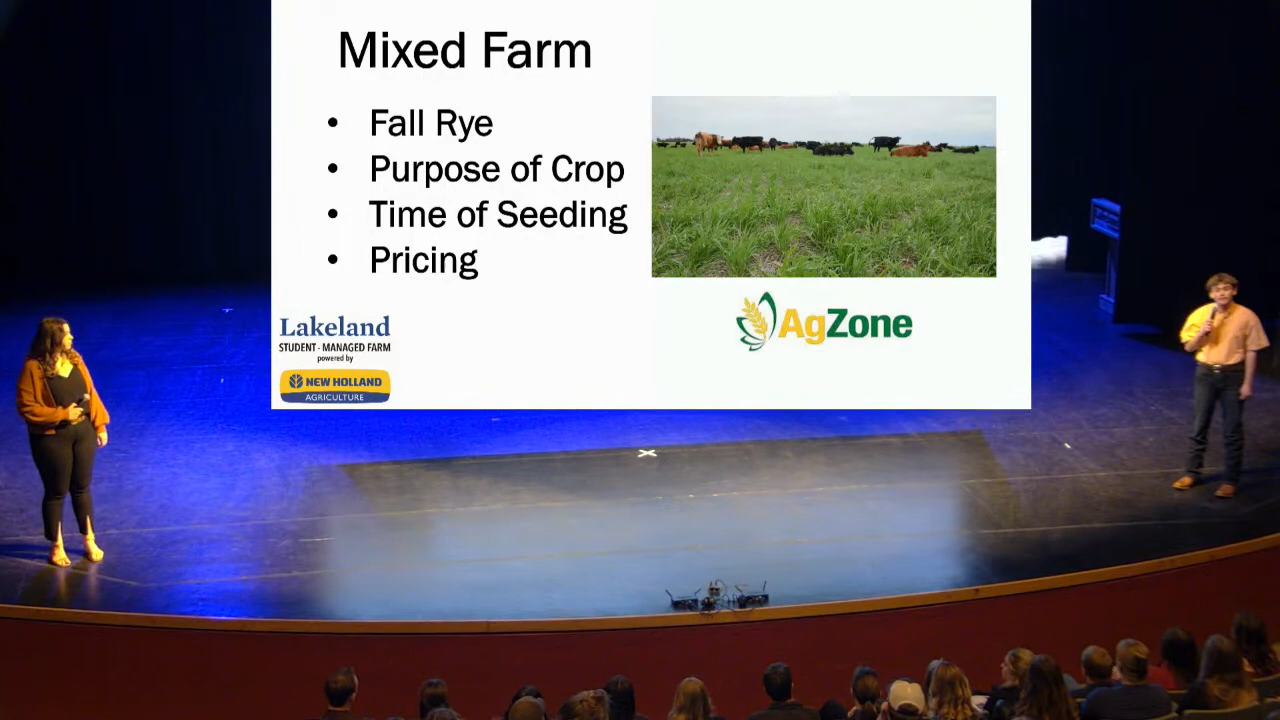 Mixed Farm
• Fall Rye
• Purpose of Crop
• Time of Seeding
• Pricing
Lakeland
STUDENT - MANAGED FARM
powered by
NEW HOLLAND
AGRICULTURE
AgZone